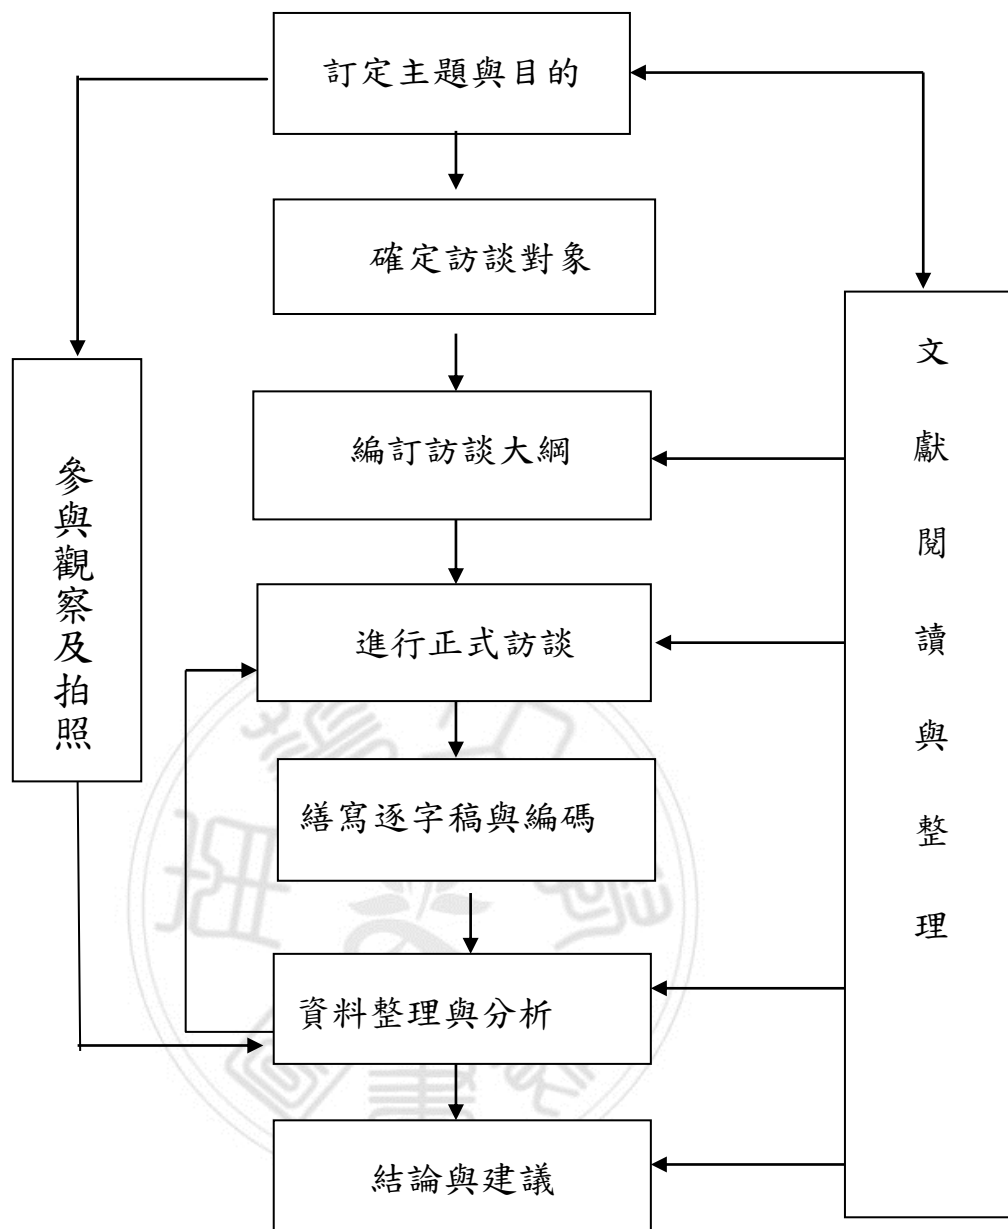 訂定主題與目的
確定訪談對象
編訂訪談大綱
進行正式訪談
繕寫逐字稿與編碼
資料整理與分析
結論與建議
參與觀察及拍照
文獻閱讀與整理